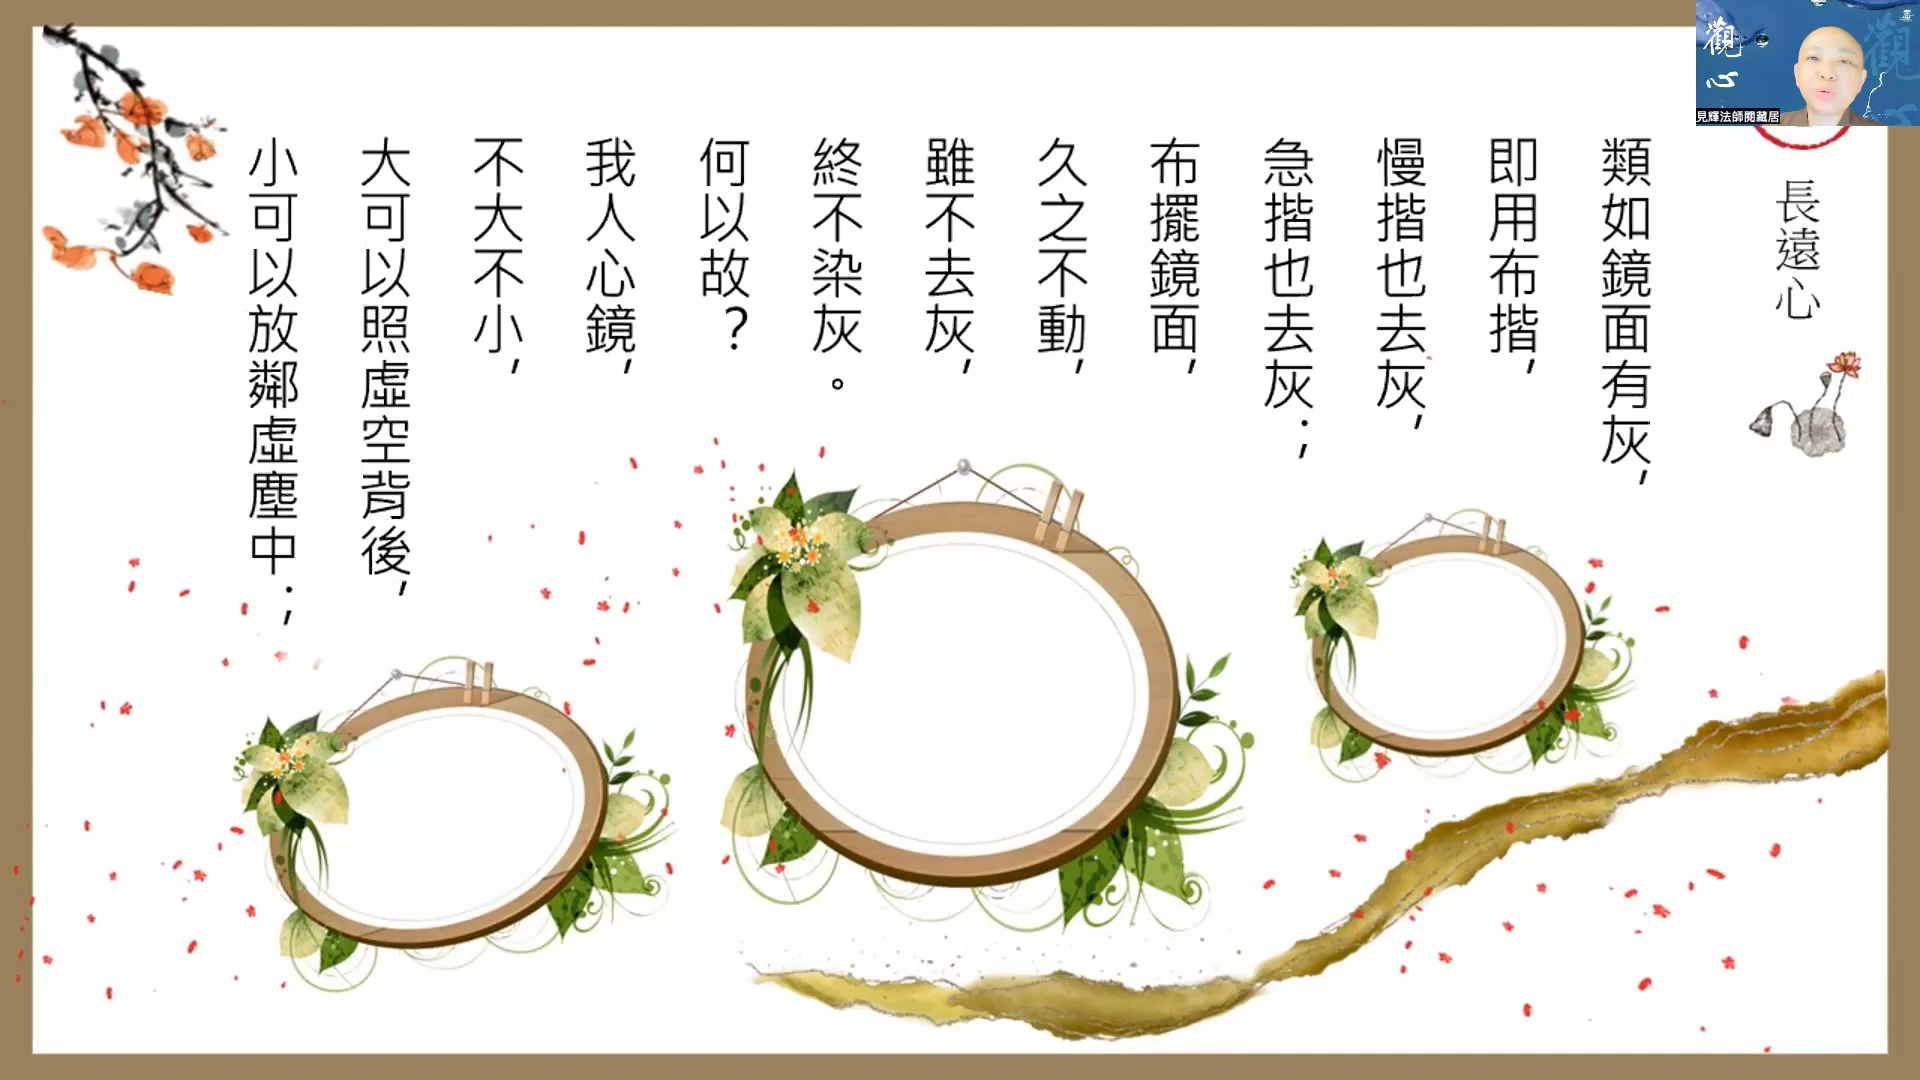 長遠心
類如鏡面有灰，
即用布揩，
慢揩也去灰，
急揩也去灰；
布擺鏡面，
久之不動，
雖不去灰，
終不染灰。
何以故？
我人心鏡，
不大不小，
大可以照虛空背後，
小可以放鄰虛塵中；，
觀心
見輝法師閱藏居